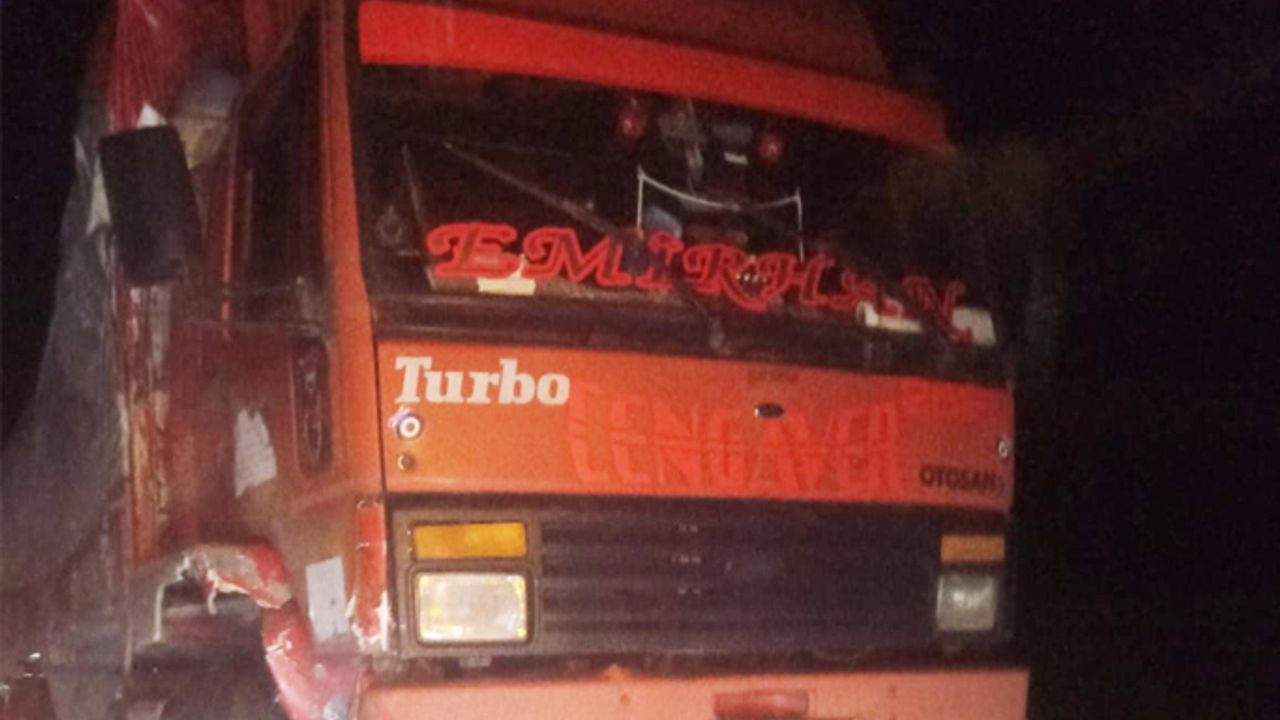 EMİRHAN
Turbo
CENGAVER
OTOSAN